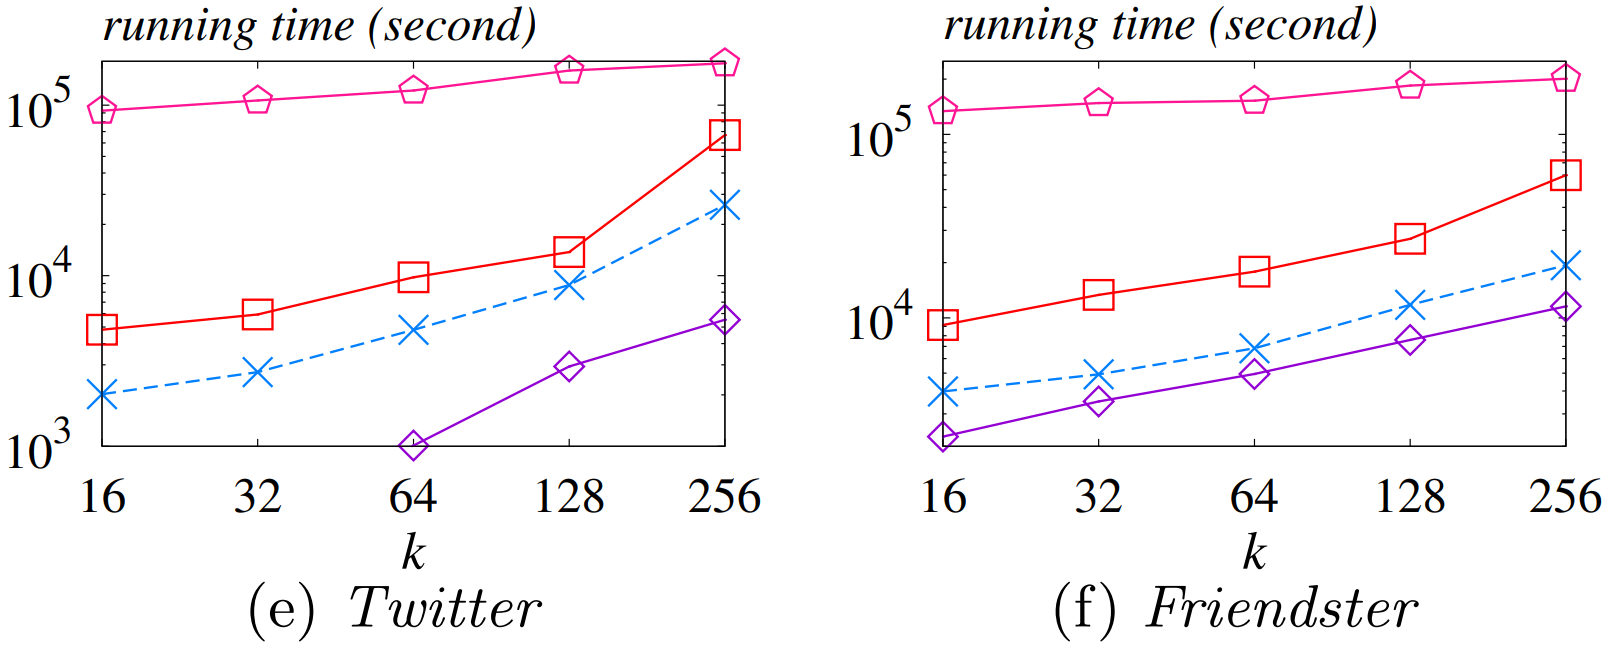 running time (second)
10^5
10^4
10^3
16 32 64 128 256
k
(e) Twitter
running time (second)
10^5
10^4
16 32 64 128 256
k
(f) Friendster